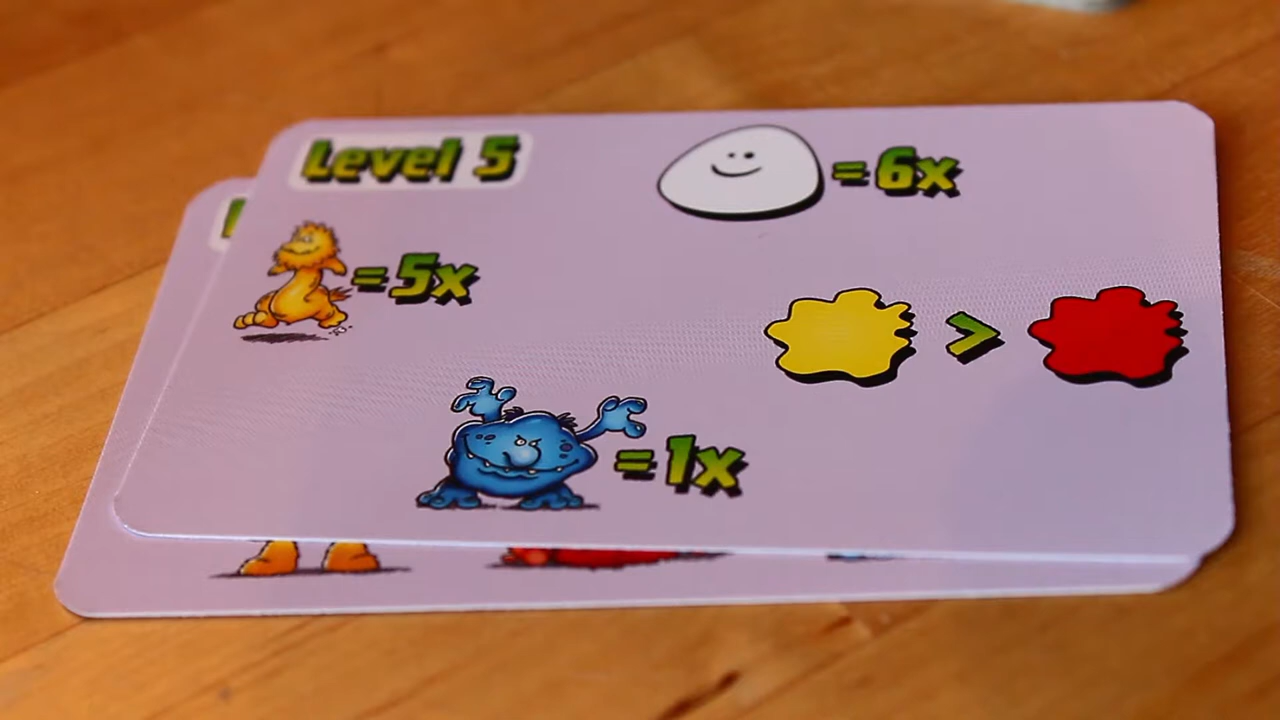 Level 5
= 6x
= 5x
>
= 1x